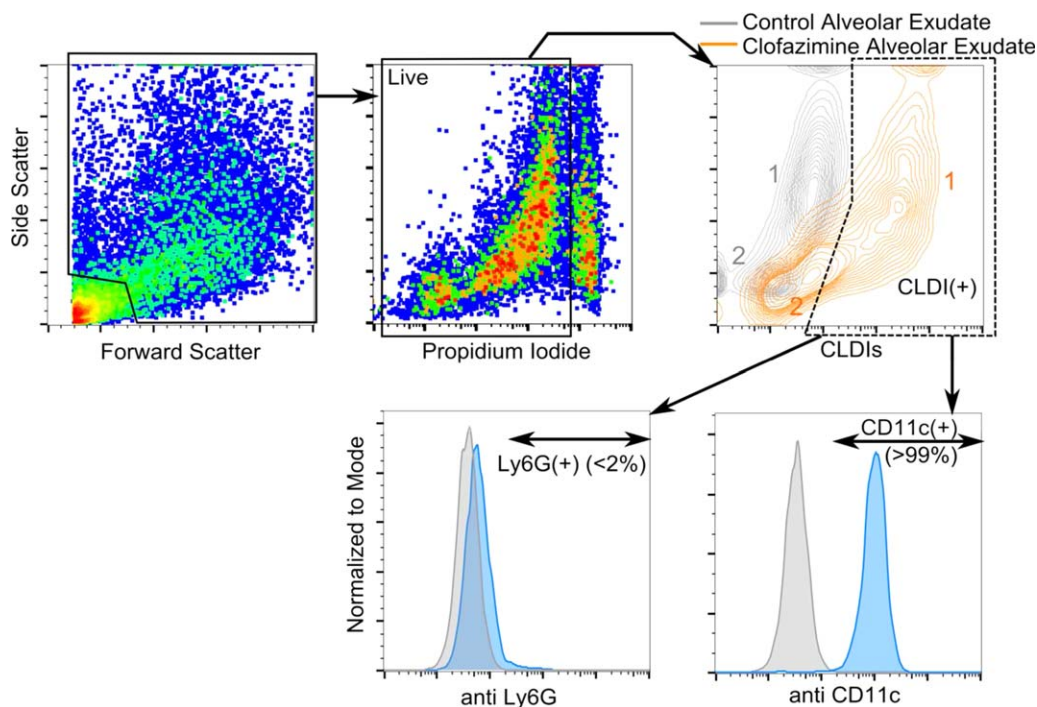 Control Alveolar Exudate
Clofazimine Alveolar Exudate
Side Scatter
Forward Scatter
Live
Propidium Iodide
1
2
1
2
CLDI(+)
CLDIs
Normalized to Mode
Ly6G(+) (<2%)
anti Ly6G
CD11c(+)
(>99%)
anti CD11c